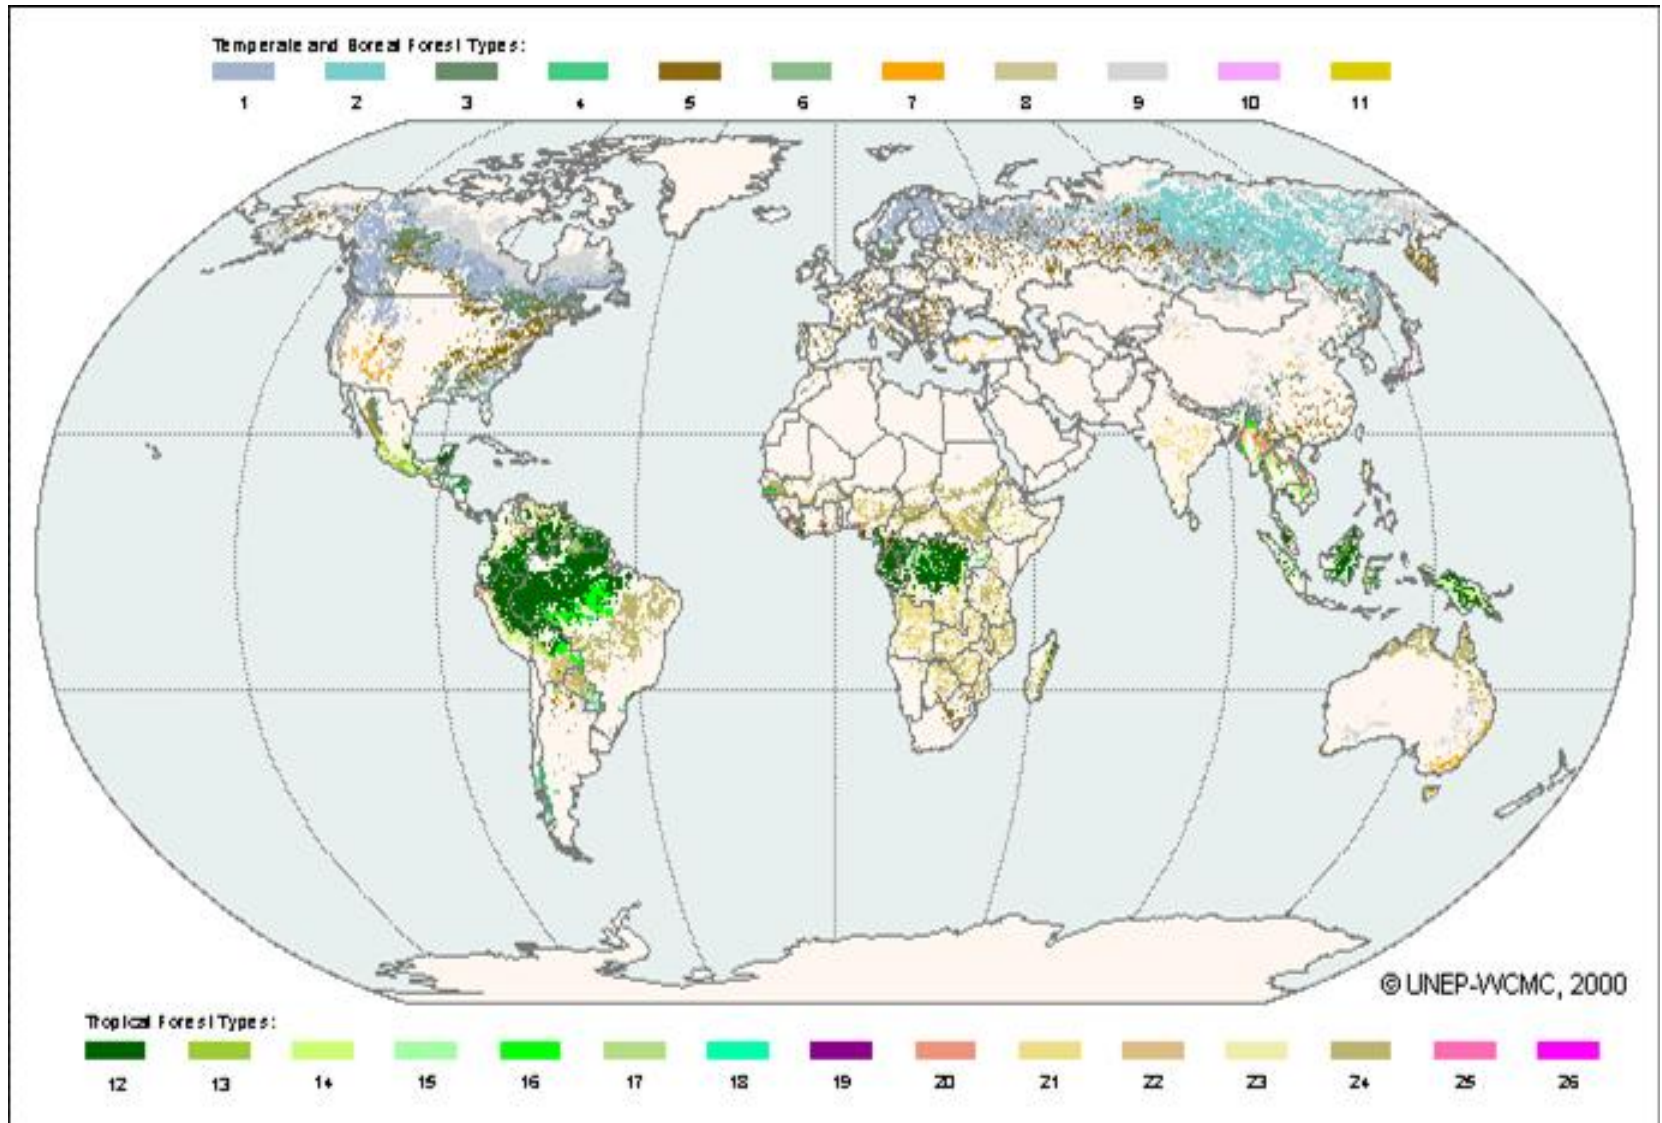 Temperate and Boreal Forest Types:
1 2 3 4 5 6 7 8 9 10 11
© UNEP-WCMC, 2000
Tropical Forest Types:
12 13 14 15 16 17 18 19 20 21 22 23 24 25 26